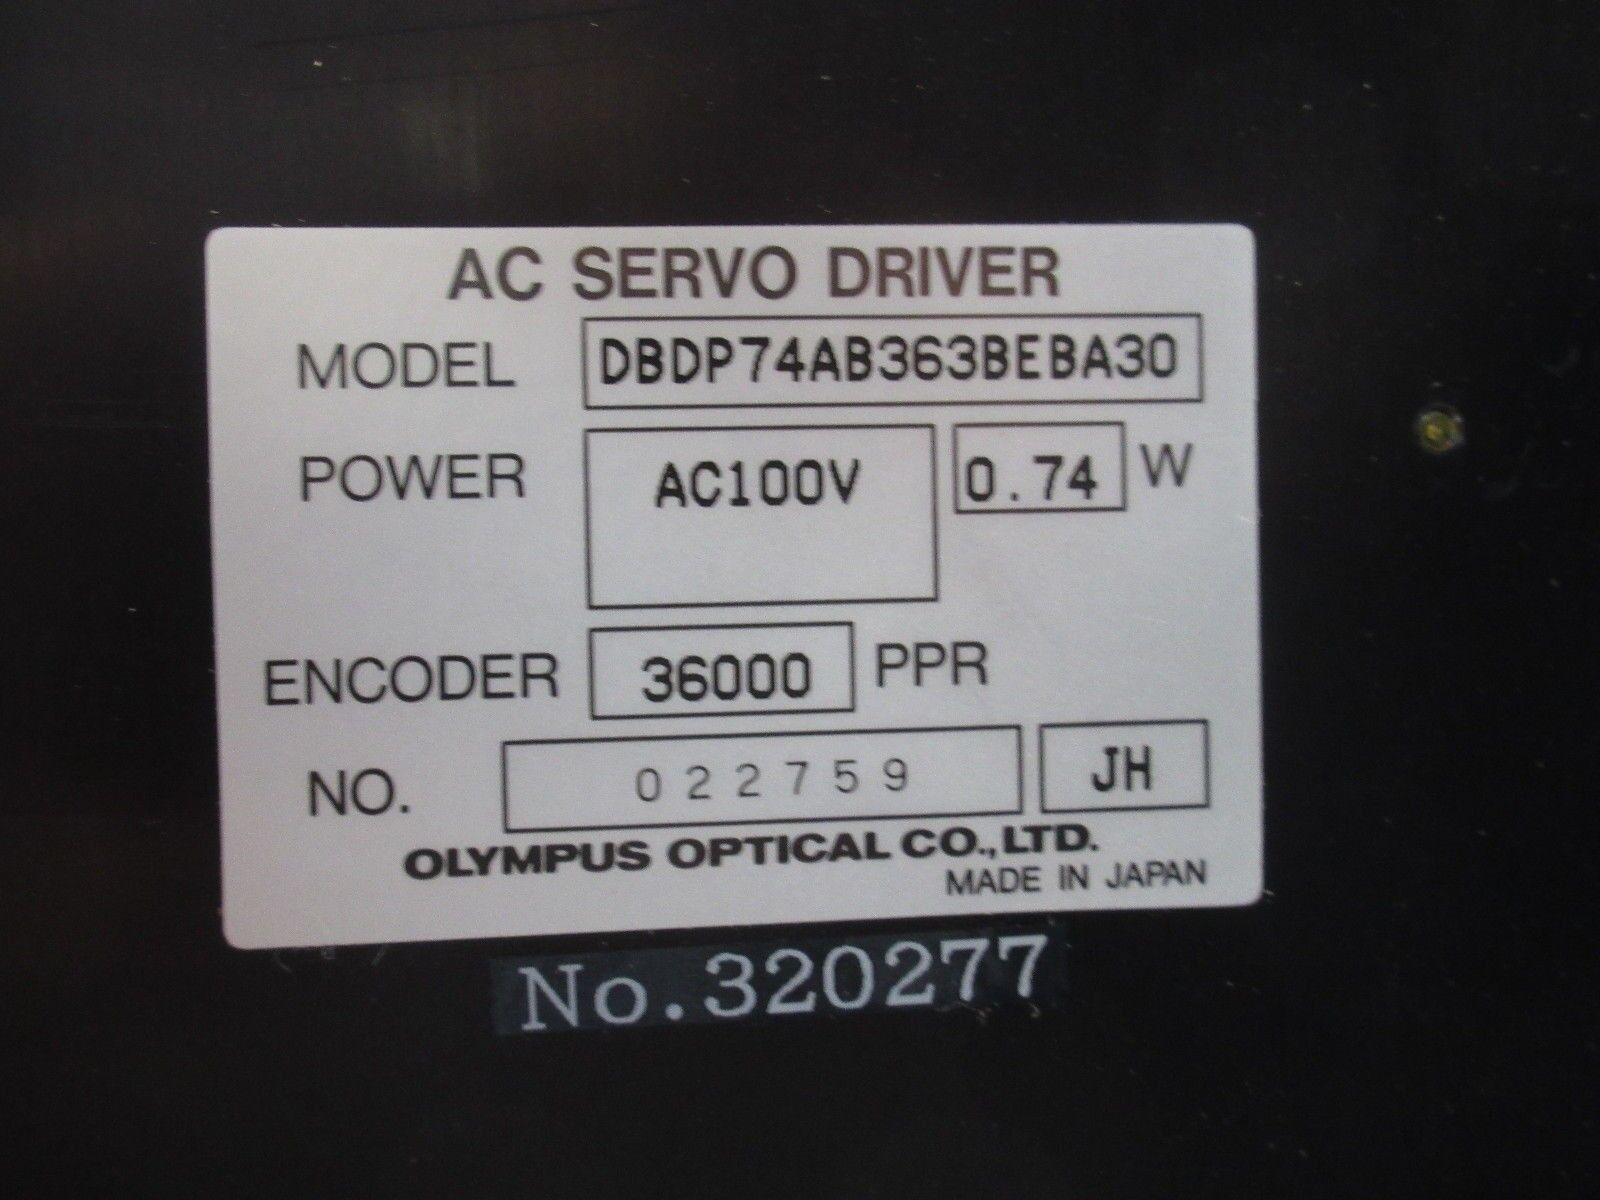 AC SERVO DRIVER
MODEL DBDP74AB363BEBA30
POWER AC100V 0.74 W
ENCODER 36000 PPR
NO. 022759 JH
OLYMPUS OPTICAL CO.,LTD.
MADE IN JAPAN
No.320277